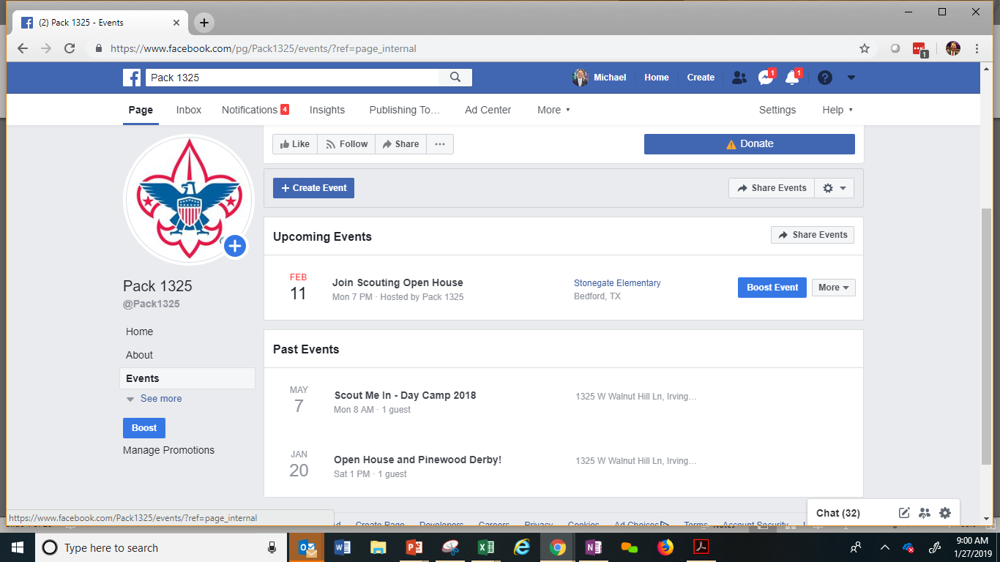 (2) Pack 1325 - Events
https://www.facebook.com/pg/Pack1325/events/?ref=page_internal
1
Pack 1325
Michael Home Create 1 1
Page Inbox Notifications 4 Insights Publishing To… Ad Center More Settings Help
Like Follow Share Donate
+ Create Event Share Events
Upcoming Events Share Events
FEB
11
Join Scouting Open House
Mon 7 PM · Hosted by Pack 1325
Stonegate Elementary
Bedford, TX
Boost Event More
Pack 1325
@Pack1325
Home
About
Events
See more
Boost
Manage Promotions
Past Events
MAY
7
Scout Me In - Day Camp 2018
Mon 8 AM · 1 guest
1325 W Walnut Hill Ln, Irving…
JAN
20
Open House and Pinewood Derby!
Sat 1 PM · 1 guest
1325 W Walnut Hill Ln, Irving…
Chat (32)
https://www.facebook.com/Pack1325/events/?ref=page_internal
Create Page Developers Careers Privacy Cookies Ad Choices Terms Account Security
Notes
Type here to search
9:00 AM
1/27/2019